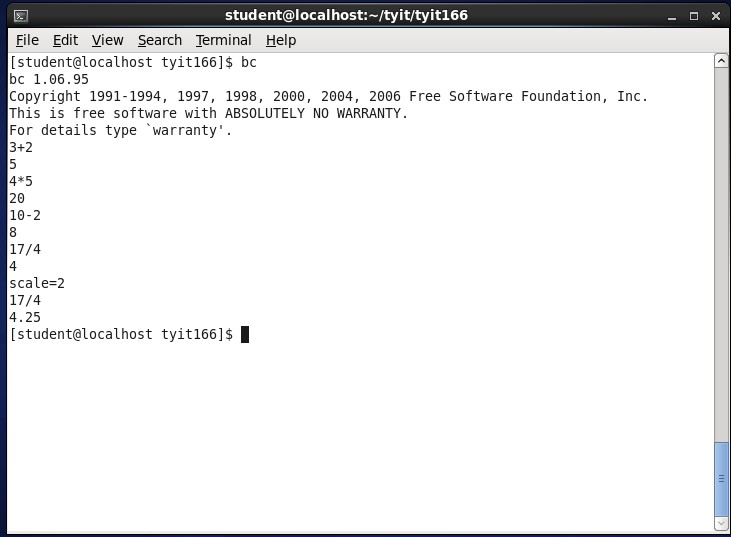 student@localhost:~/tyit/tyit166
File Edit View Search Terminal Help
[student@localhost tyit166]$ bc
bc 1.06.95
Copyright 1991-1994, 1997, 1998, 2000, 2004, 2006 Free Software Foundation, Inc.
This is free software with ABSOLUTELY NO WARRANTY.
For details type `warranty'.
3+2
5
4*5
20
10-2
8
17/4
4
scale=2
17/4
4.25
[student@localhost tyit166]$